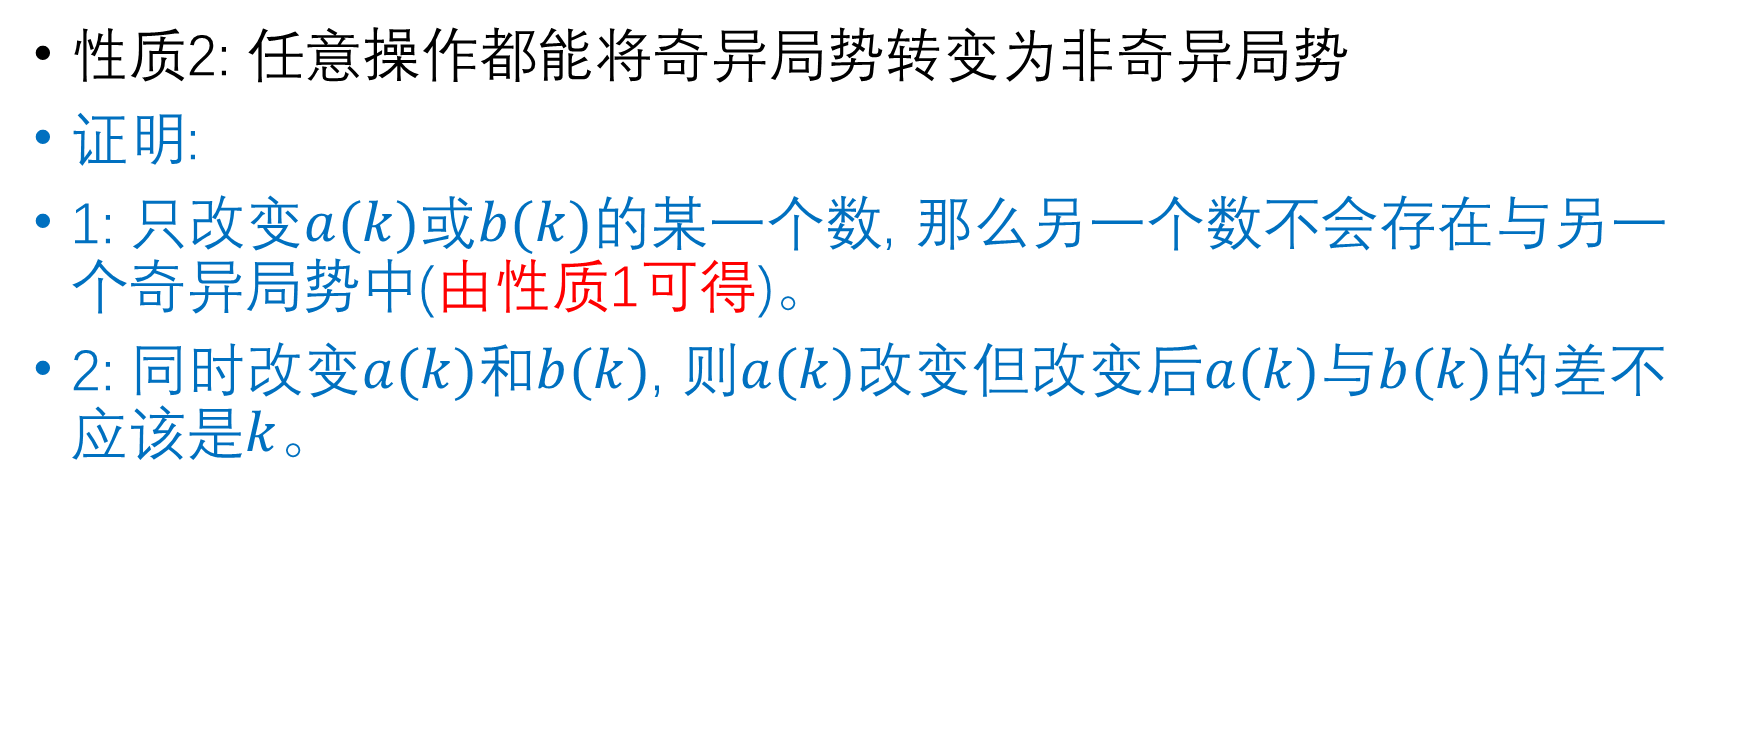 • 性质2: 任意操作都能将奇异局势转变为非奇异局势
• 证明:
• 1: 只改变a(k)或b(k)的某一个数, 那么另一个数不会存在与另一
个奇异局势中(由性质1可得)。
• 2: 同时改变a(k)和b(k), 则a(k)改变但改变后a(k)与b(k)的差不
应该是k。